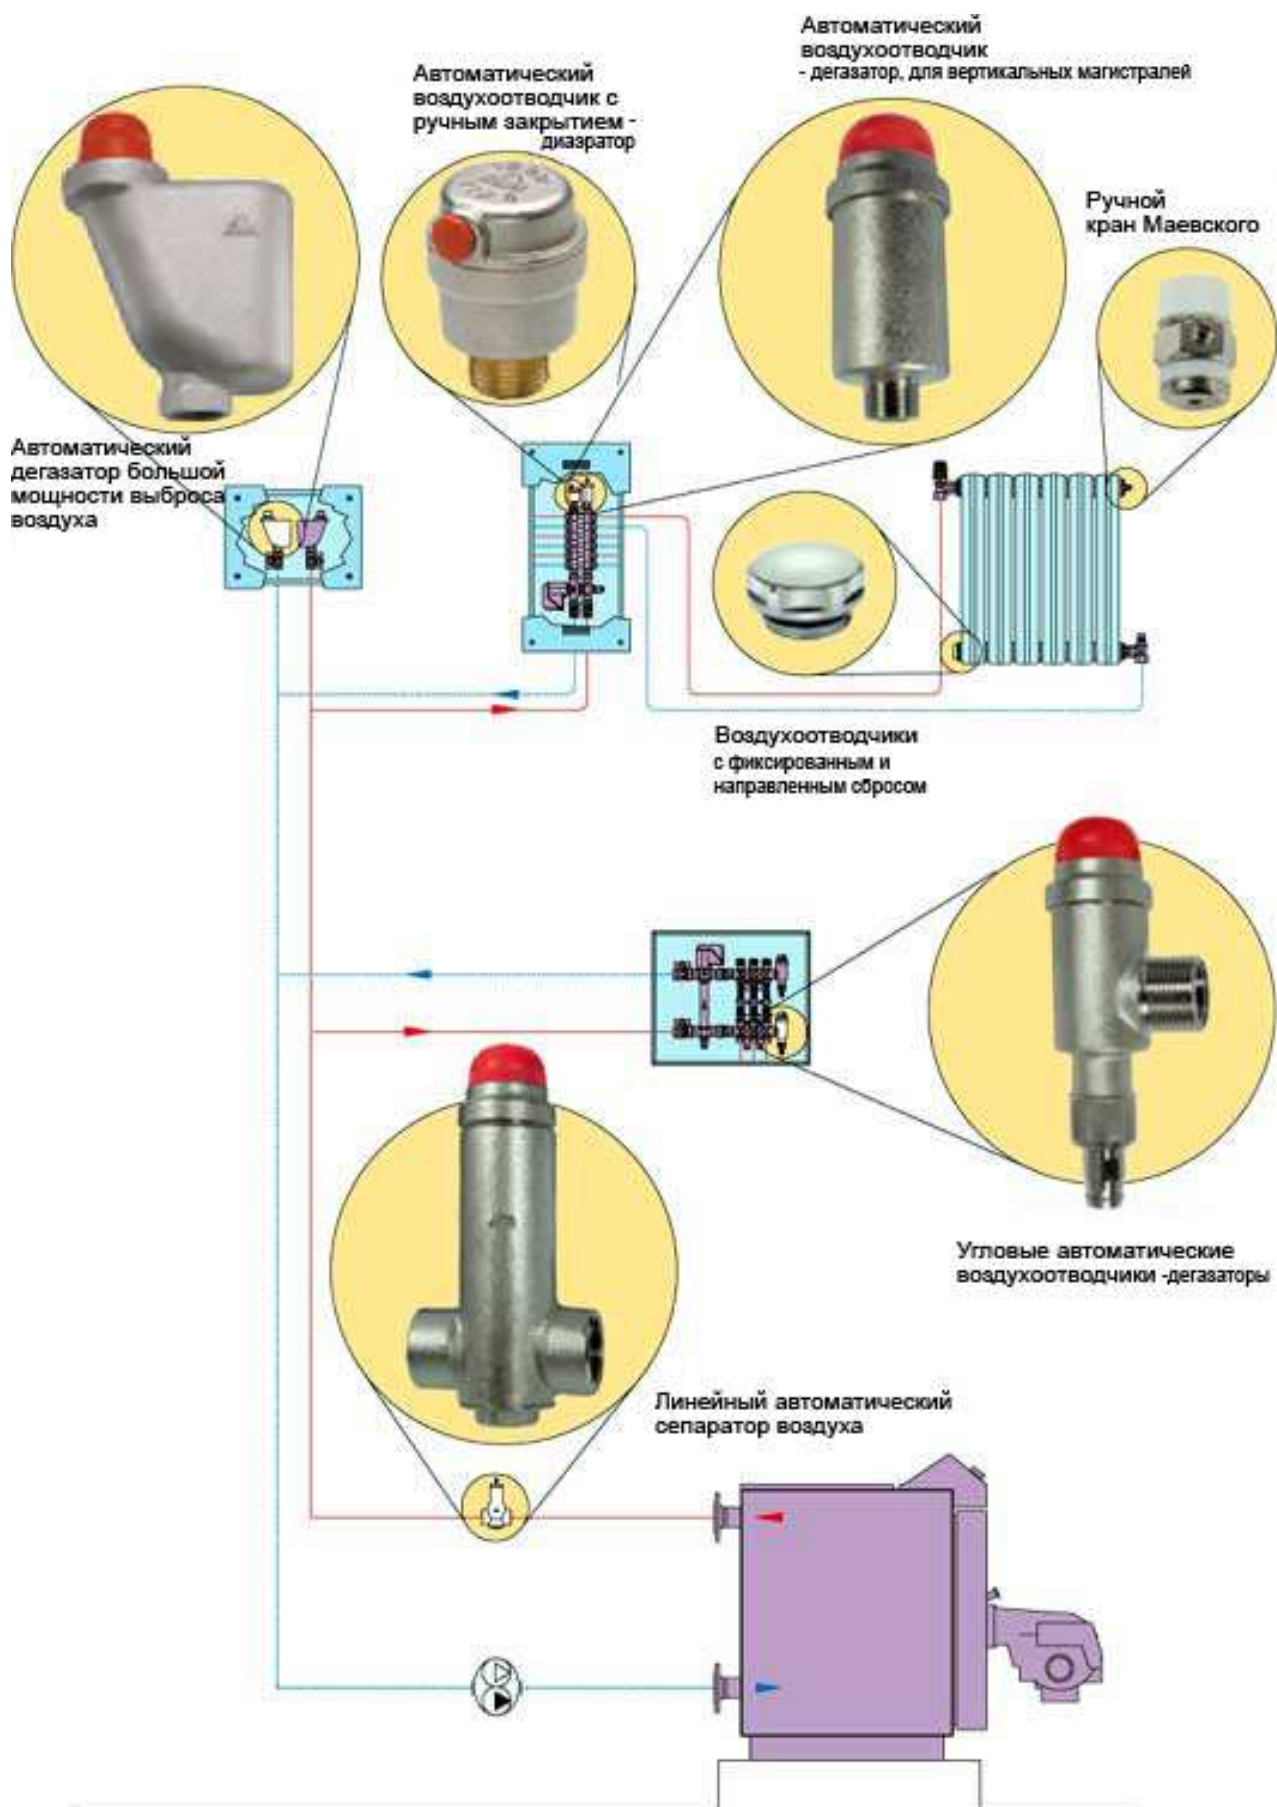 Автоматический
воздухоотводчик
- дегазатор, для вертикальных магистралей
Автоматический
воздухоотводчик с
ручным закрытием -
диаэратор
Ручной
кран Маевского
Автоматический
дегазатор большой
мощности выброса
воздуха
Воздухоотводчики
с фиксированным и
направленным сбросом
Угловые автоматические
воздухоотводчики -дегазаторы
Линейный автоматический
сепаратор воздуха